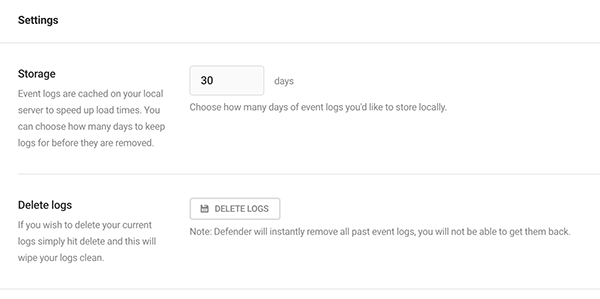 Settings
Storage
Event logs are cached on your local
server to speed up load times. You
can choose how many days to keep
logs for before they are removed.
30 days
Choose how many days of event logs you'd like to store locally.
Delete logs
If you wish to delete your current
logs simply hit delete and this will
wipe your logs clean.
DELETE LOGS
Note: Defender will instantly remove all past event logs, you will not be able to get them back.